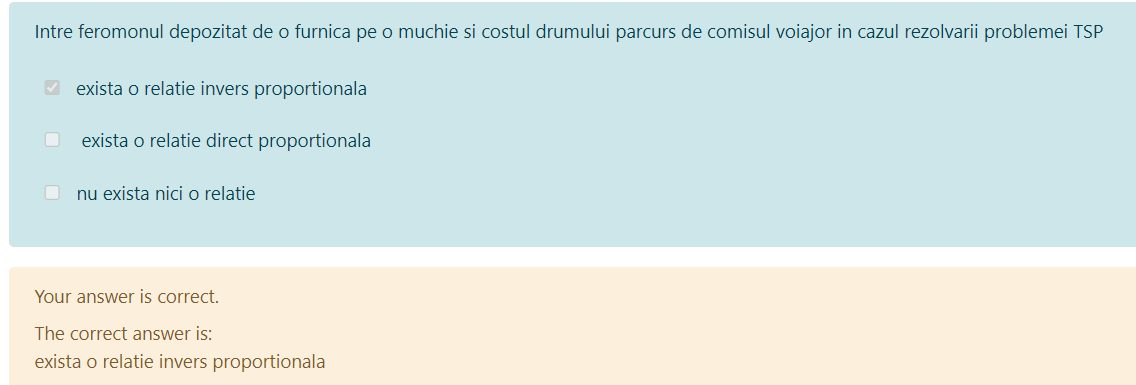 Intre feromonul depozitat de o furnica pe o muchie si costul drumului parcurs de comisul voiajor in cazul rezolvarii problemei TSP
exista o relatie invers proportionala
exista o relatie direct proportionala
nu exista nici o relatie
Your answer is correct.
The correct answer is:
exista o relatie invers proportionala